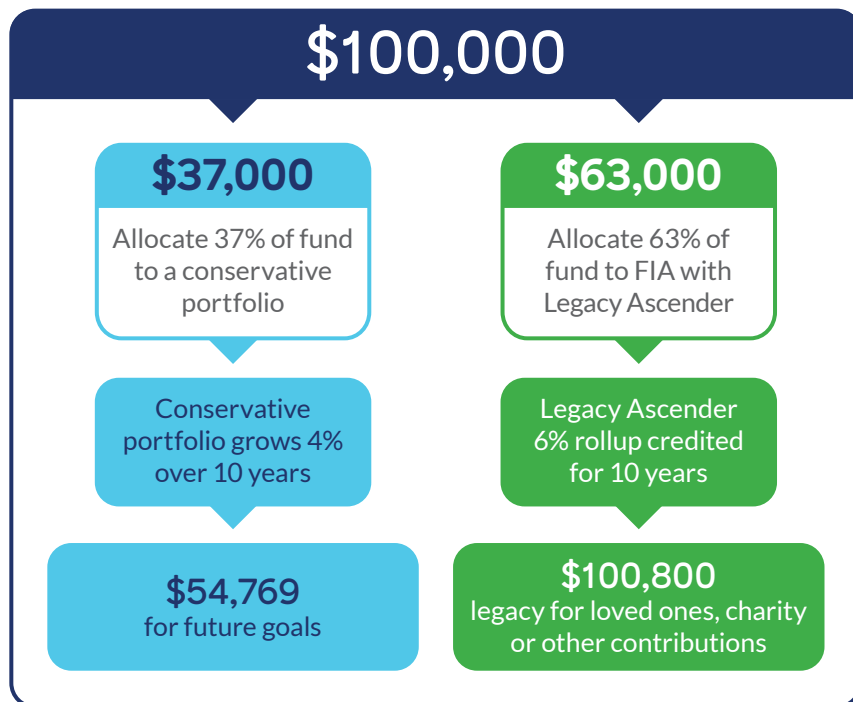 $100,000
$37,000
Allocate 37% of fund
to a conservative
portfolio
Conservative
portfolio grows 4%
over 10 years
$54,769
for future goals
$63,000
Allocate 63% of
fund to FIA with
Legacy Ascender
Legacy Ascender
6% rollup credited
for 10 years
$100,800
legacy for loved ones, charity
or other contributions